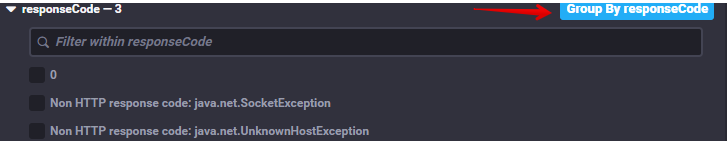 responseCode — 3
Group By responseCode
Filter within responseCode
0
Non HTTP response code: java.net.SocketException
Non HTTP response code: java.net.UnknownHostException